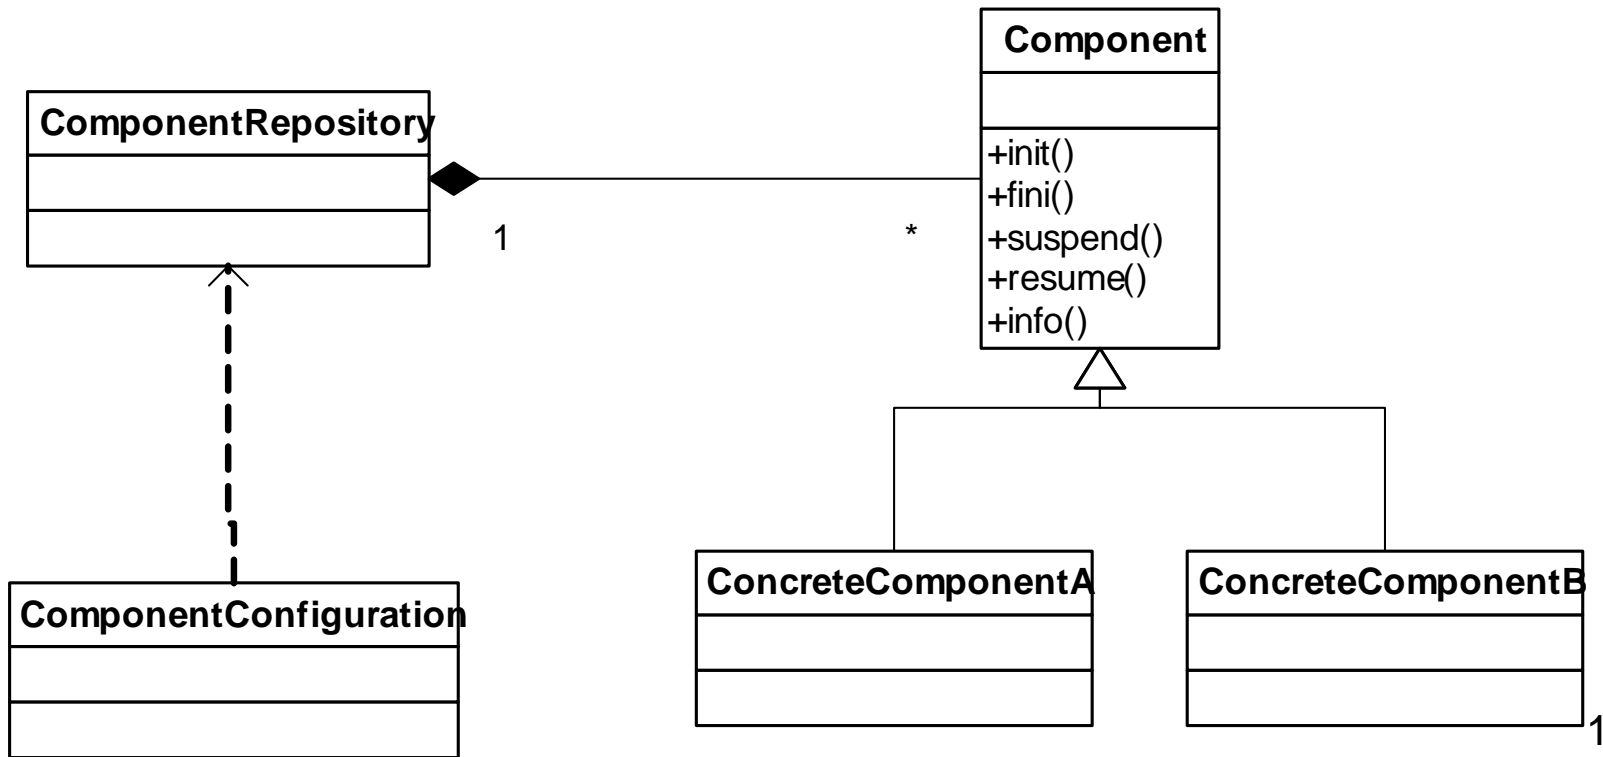 Component
ComponentRepository
+init()
+fini()
+suspend()
+resume()
+info()
1
*
ConcreteComponentA
ConcreteComponentB
ComponentConfiguration
1